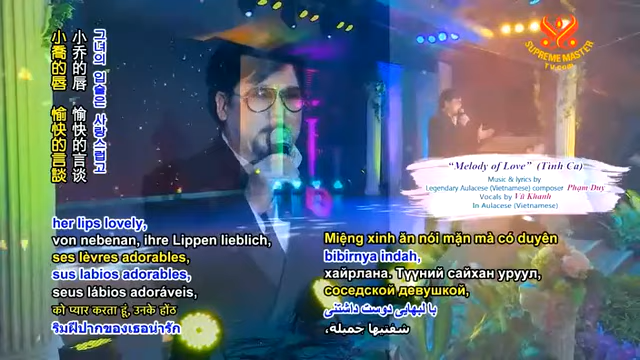 그녀의 입술은 사랑스럽고
小乔的唇 愉快的言谈
小喬的唇 愉快的言談
SUPREME MASTER
TV.com
"Melody of Love" (Tình Ca)
Music & lyrics by
Legendary Aulacese (Vietnamese) composer Phạm Duy
Vocals by Vũ Khanh
In Aulacese (Vietnamese)
her lips lovely,
von nebenan, ihre Lippen lieblich,
ses lèvres adorables,
sus labios adorables,
seus lábios adoráveis,
को प्यार करता हूं, उनके होंठ
ริมฝีปากของเธอน่ารัก
Miệng xinh ăn nói mặn mà có duyên
bibirnya indah,
хайрлана. Түүний сайхан уруул,
соседской девушкой,
با لبهایی دوست داشتنی
شفتيها جميلة،